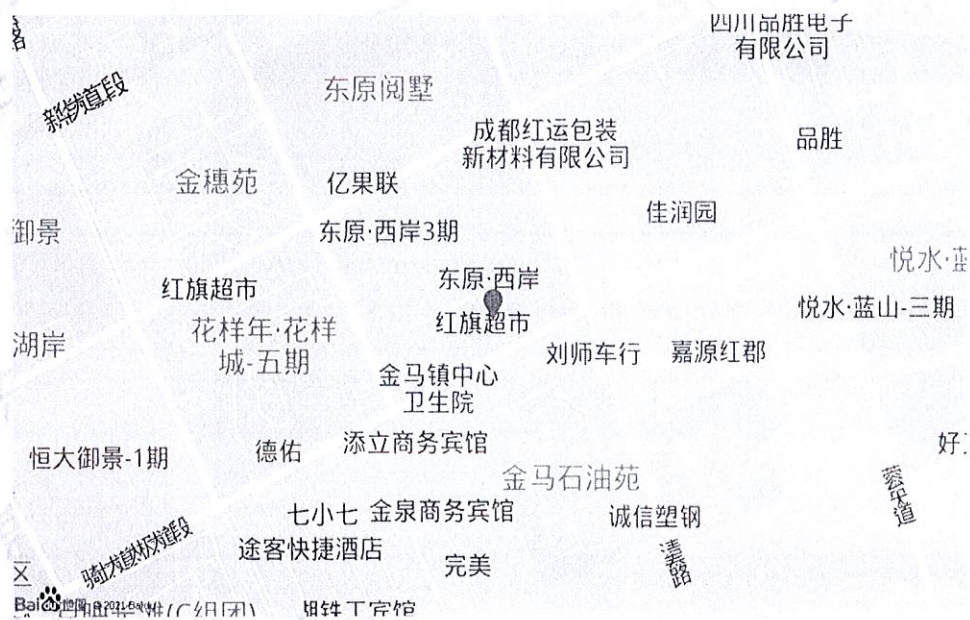 路
四川品胜电子
有限公司
东原阅墅
成都红运包装
新材料有限公司
品胜
金穗苑
亿果联
佳润园
御景
东原·西岸3期
悦水·蓝
东原·西岸
红旗超市
悦水·蓝山-三期
红旗超市
花样年·花样
城-五期
湖岸
刘师车行
嘉源红郡
金马镇中心
卫生院
添立商务宾馆
德佑
恒大御景-1期
好
金马石油苑
七小七
金泉商务宾馆
诚信塑钢
途客快捷酒店
完美
区